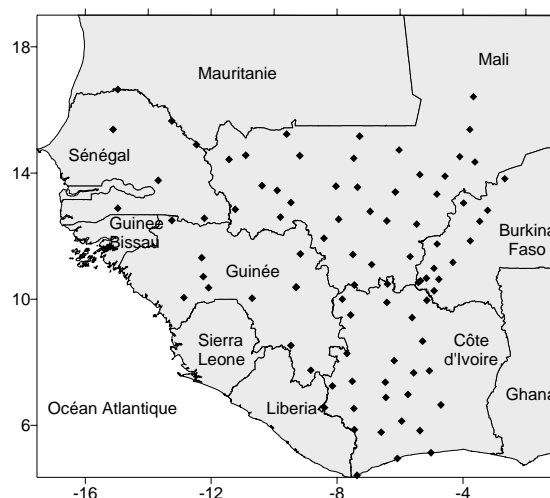 18
Mauritanie
Mali
Sénégal
14
Guinee
Bissau
Burkina
Faso
Guinée
10
Sierra
Leone
Côte
d'Ivoire
Océan Atlantique
Liberia
Ghana
6
-16
-12
-8
-4